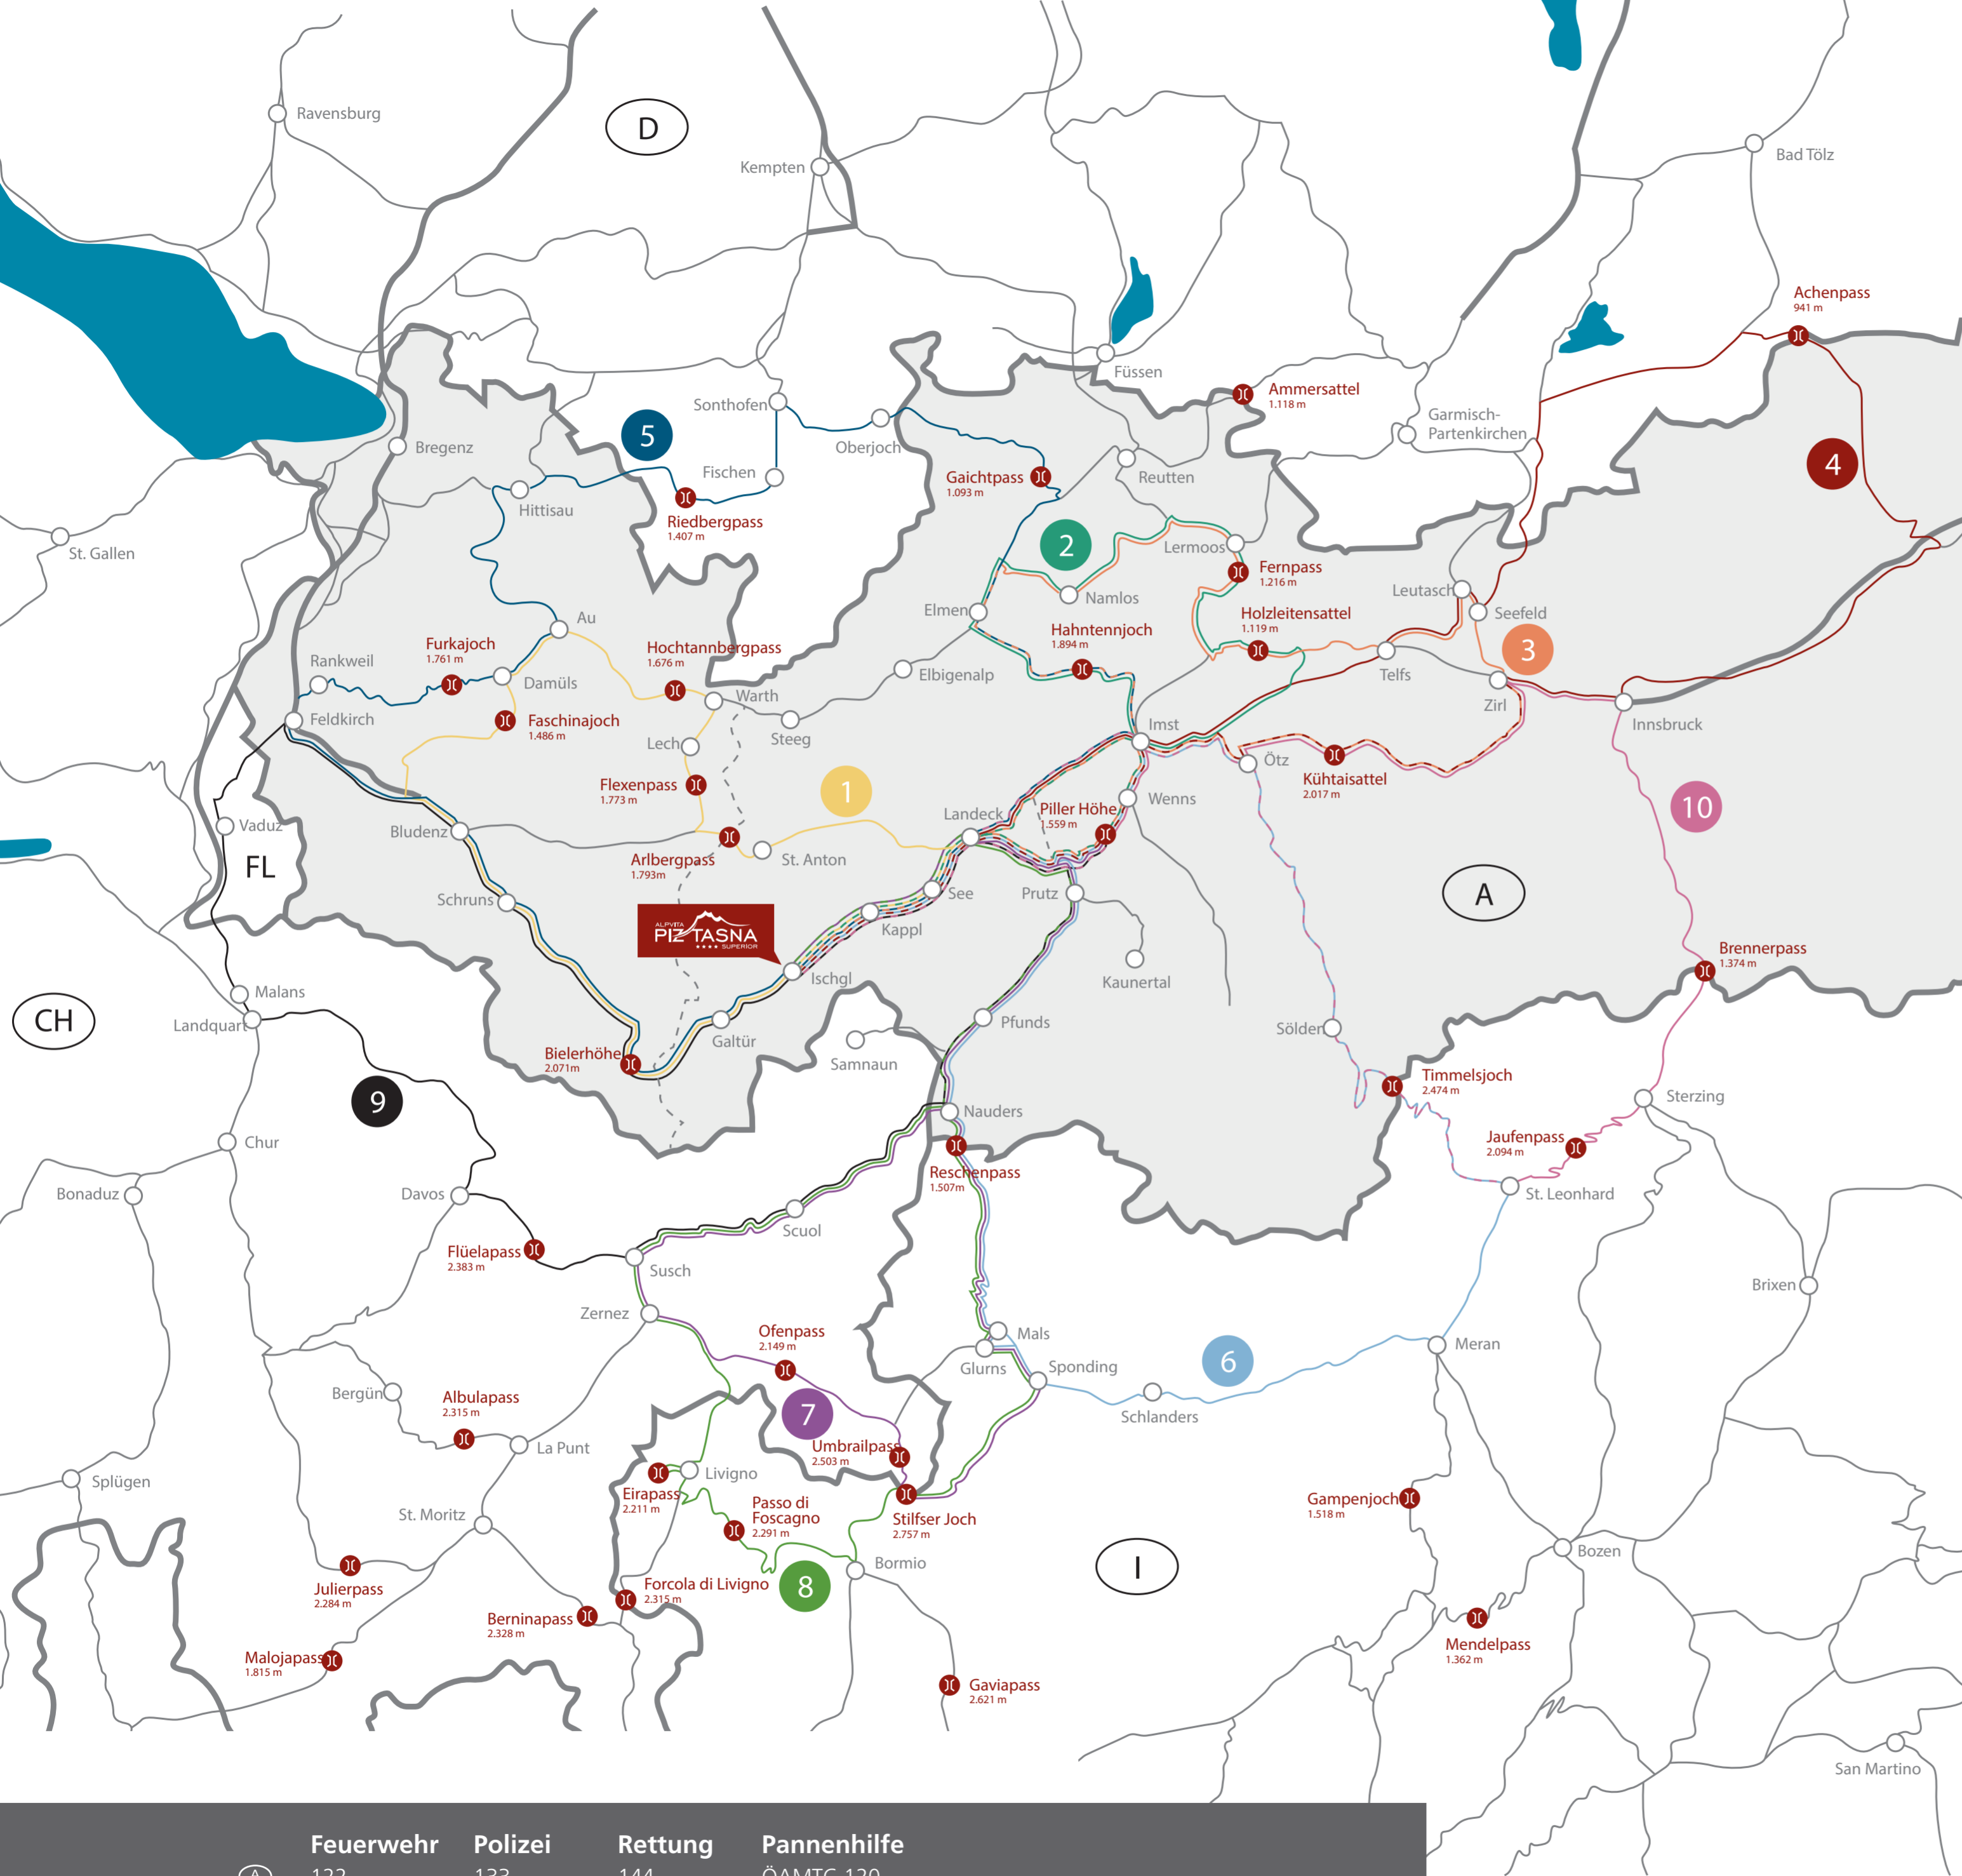 Ravensburg
D
Kempten
Bad Tölz
Achenpass
941 m
Füssen
Ammersattel
1.118 m
Sonthofen
Garmisch-
Partenkirchen
5
Oberjoch
Bregenz
4
Fischen
Gaichtpass
1.093 m
Reutten
Hittisau
Riedbergpass
1.407 m
St. Gallen
2
Lermoos
Fernpass
1.216 m
Leutasch
Namlos
Elmen
Holzleitensattel
1.119 m
Seefeld
Au
Hahntennjoch
1.894 m
Furkajoch
1.761 m
Hochtannbergpass
1.676 m
3
Rankweil
Damüls
Elbigenalp
Telfs
Warth
Zirl
Feldkirch
Faschinajoch
1.486 m
Steeg
Imst
Innsbruck
Lech
Ötz
Kühtaisattel
2.017 m
Flexenpass
1.773 m
1
Wenns
10
Landeck
Piller Höhe
1.559 m
Vaduz
Bludenz
FL
Arlbergpass
1.793m
St. Anton
A
See
Prutz
Schruns
ALPVITA
PIZ TASNA
★★★★ SUPERIOR
Kappl
Brennerpass
1.374 m
Ischgl
Kaunertal
Malans
CH
Landquart
Pfunds
Sölden
Galtür
Bielerhöhe
2.071m
Samnaun
Timmelsjoch
2.474 m
9
Nauders
Sterzing
Jaufenpass
2.094 m
Chur
Reschenpass
1.507m
Bonaduz
Davos
St. Leonhard
Scuol
Flüelapass
2.383 m
Susch
Brixen
Zernez
Ofenpass
2.149 m
Mals
Meran
Glurns
Sponding
6
Bergün
Albulapass
2.315 m
7
Schlanders
La Punt
Umbrailpass
2.503 m
Livigno
Splügen
Eirapass
2.211 m
Passo di
Foscagno
2.291 m
Gampenjoch
1.518 m
St. Moritz
Stilfser Joch
2.757 m
Bozen
Bormio
I
Julierpass
2.284 m
8
Forcola di Livigno
2.315 m
Berninapass
2.328 m
Mendelpass
1.362 m
Malojapass
1.815 m
Gaviapass
2.621 m
San Martino
Feuerwehr Polizei Rettung Pannenhilfe
A 122 133 144 ÖAMTC 120